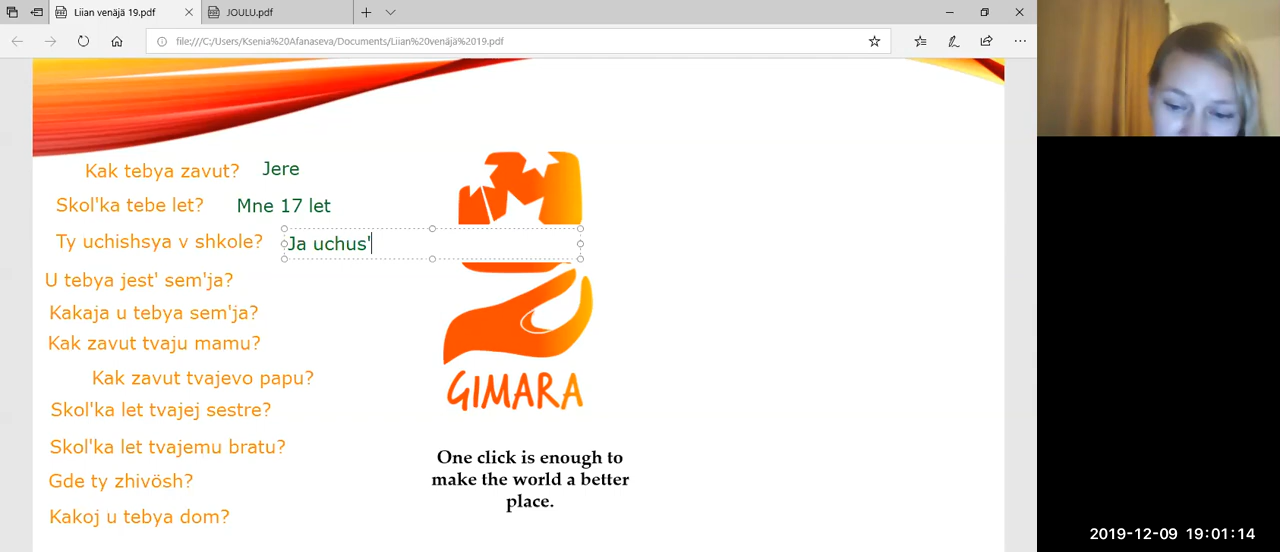 Liian venäjä 19.pdf
JOULU.pdf
file:///C:/Users/Ksenia%20Afanaseva/Documents/Liian%20venäjä%2019.pdf
Kak tebya zavut? Jere
Skol'ka tebe let? Mne 17 let
Ty uchishsya v shkole? Ja uchus'
U tebya jest' sem'ja?
Kakaja u tebya sem'ja?
Kak zavut tvaju mamu?
Kak zavut tvajevo papu?
Skol'ka let tvajej sestre?
Skol'ka let tvajemu bratu?
Gde ty zhivösh?
Kakoj u tebya dom?
GIMARA
One click is enough to
make the world a better
place.
2019-12-09 19:01:14